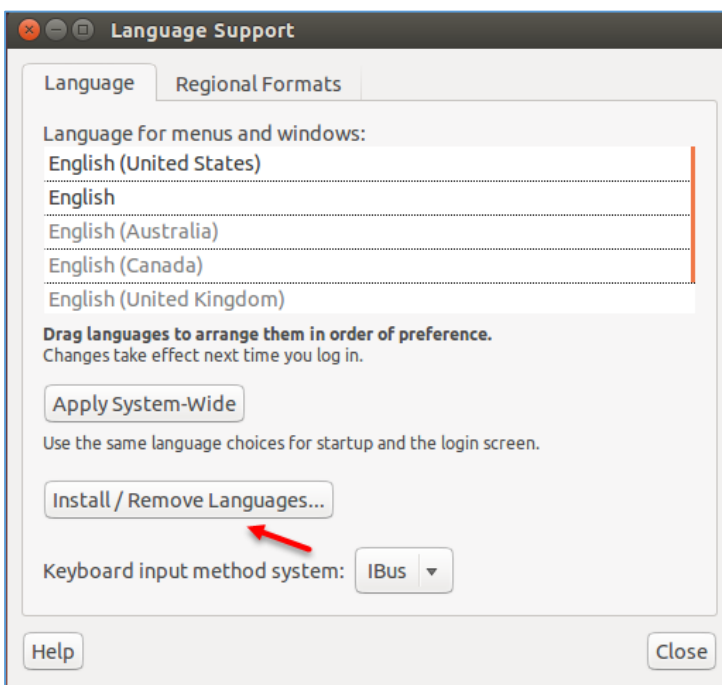 Language Support
Language Regional Formats
Language for menus and windows:
English (United States)
English
English (Australia)
English (Canada)
English (United Kingdom)
Drag languages to arrange them in order of preference.
Changes take effect next time you log in.
Apply System-Wide
Use the same language choices for startup and the login screen.
Install / Remove Languages...
Keyboard input method system: IBus
Help Close